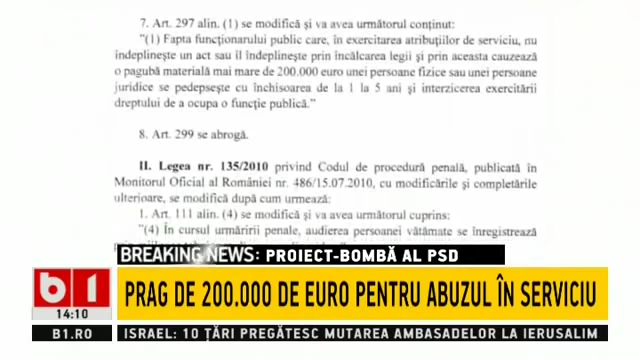 7. Art. 297 alin. (1) se modifică și va avea următorul conținut:
"(1) Fapta funcționarului public care, în exercitarea atribuțiilor de serviciu, nu
îndeplinește un act sau îl îndeplinește prin încălcarea legii și prin aceasta cauzează
o pagubă materială mai mare de 200.000 euro unei persoane fizice sau unei persoane
juridice se pedepsește cu închisoarea de la 1 la 5 ani și interzicerea exercitării
dreptului de a ocupa o funcție publică."
8. Art. 299 se abrogă.
II. Legea nr. 135/2010 privind Codul de procedură penală, publicată în
Monitorul Oficial al României nr. 486/15.07.2010, cu modificările și completările
ulterioare, se modifică după cum urmează:
1. Art. 111 alin. (4) se modifică și va avea următorul cuprins:
"(4) În cursul urmăririi penale, audierea persoanei vătămate se înregistrează
BREAKING NEWS: PROIECT-BOMBĂ AL PSD
b1
PRAG DE 200.000 DE EURO PENTRU ABUZUL ÎN SERVICIU
14:10
B1.RO
ISRAEL: 10 ȚĂRI PREGĂTESC MUTAREA AMBASADELOR LA IERUSALIM